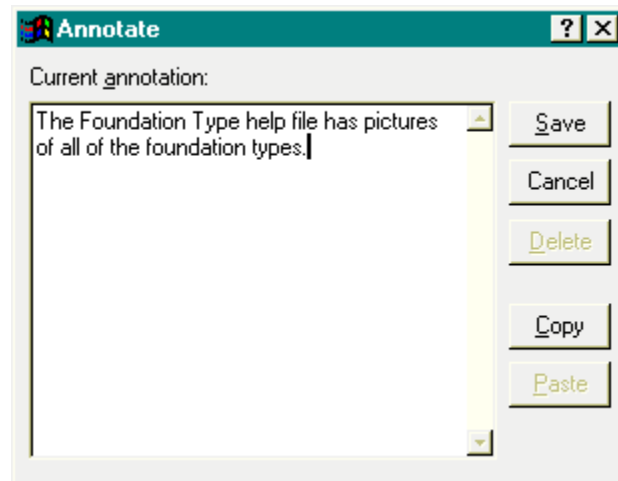 Annotate
Current annotation:
The Foundation Type help file has pictures
of all of the foundation types.
Save
Cancel
Delete
Copy
Paste